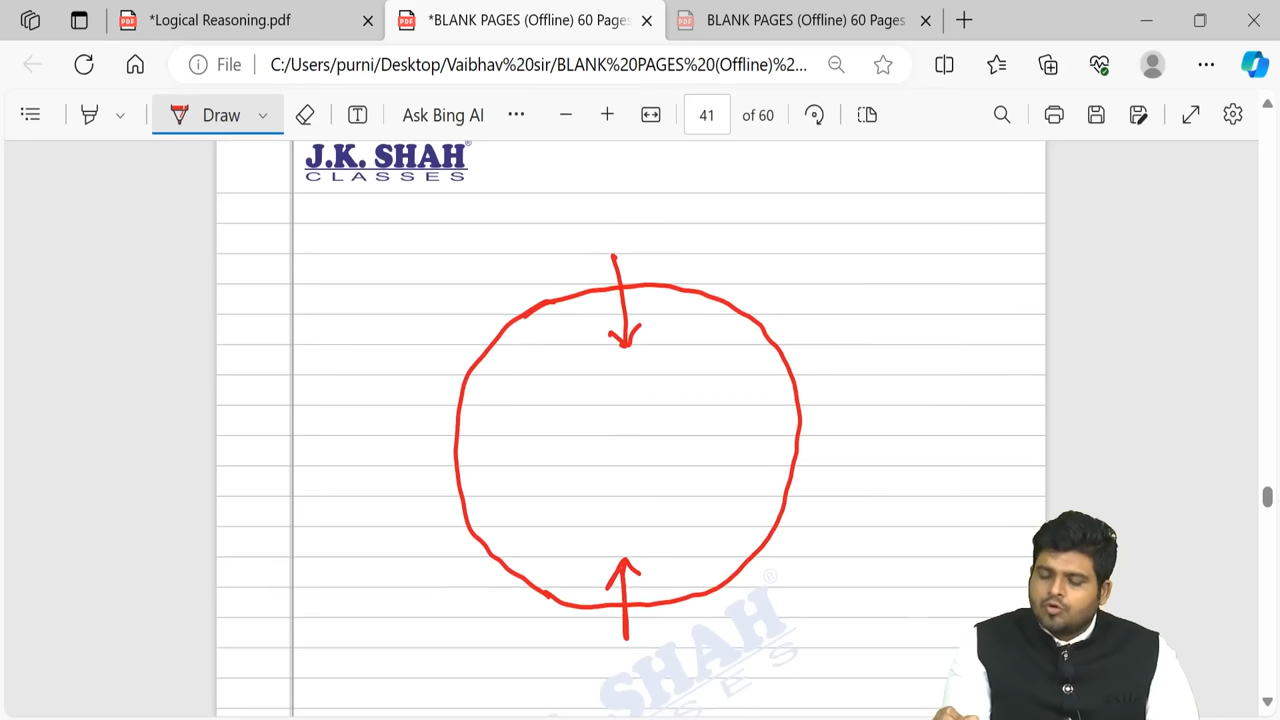 *Logical Reasoning.pdf
*BLANK PAGES (Offline) 60 Pages
BLANK PAGES (Offline) 60 Pages
File
C:/Users/purni/Desktop/Vaibhav%20sir/BLANK%20PAGES%20(Offline)%2...
Draw
Ask Bing AI
41
of 60
J.K. SHAH®
CLASSES
SHAH®
ES